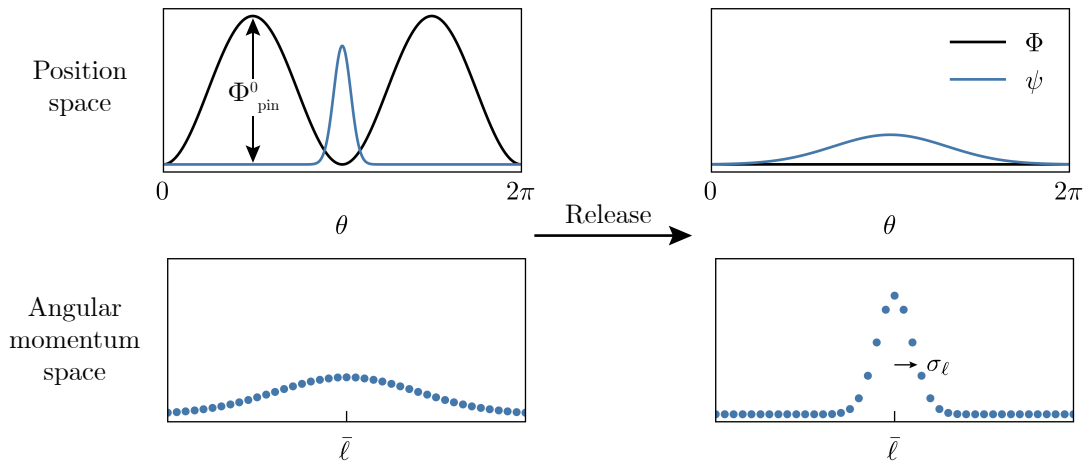 Position
space
Φ⁰pin
0
2π
θ
Φ
ψ
0
2π
θ
Release
Angular
momentum
space
ℓ̄
σℓ
ℓ̄